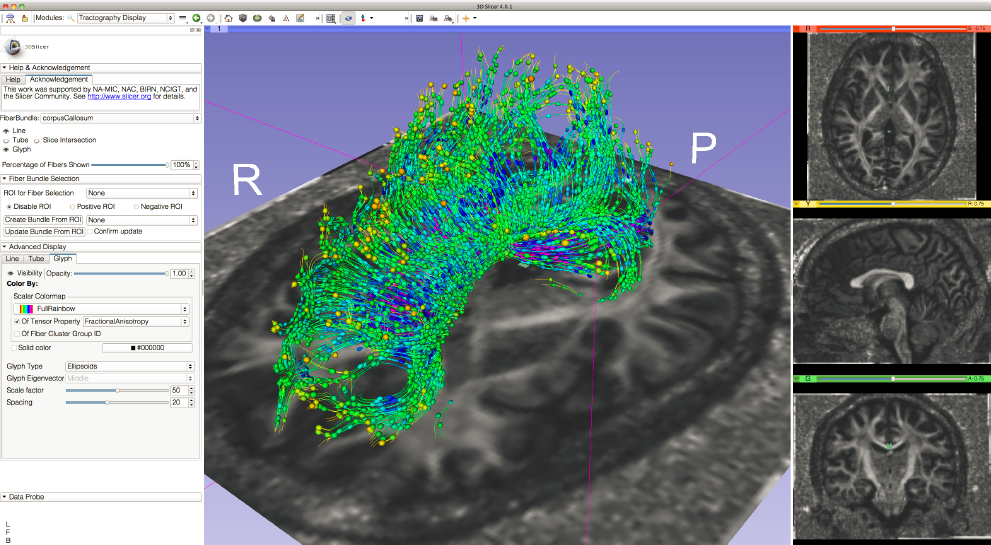 3D Slicer 4.0.1
Modules: Tractography Display
3DSlicer
Help & Acknowledgement
Help Acknowledgement
This work was supported by NA-MIC, NAC, BIRN, NCIGT, and
the Slicer Community. See http://www.slicer.org for details.
FiberBundle: corpusCallosum
Line
Tube Slice Intersection
Glyph
Percentage of Fibers Shown 100%
Fiber Bundle Selection
ROI for Fiber Selection None
Disable ROI Positive ROI Negative ROI
Create Bundle From ROI None
Update Bundle From ROI Confirm update
Advanced Display
Line Tube Glyph
Visibility Opacity: 1.00
Color By:
Scalar Colormap
FullRainbow
Of Tensor Property FractionalAnisotropy
Of Fiber Cluster Group ID
Solid color #000000
Glyph Type Ellipsoids
Glyph Eigenvector Middle
Scale factor 50
Spacing 20
Data Probe
L
F
B
1
R
P
R
Y R: 0.75
G A: 0.75